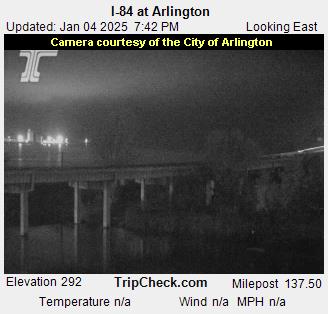 I-84 at Arlington
Updated: Jan 04 2025 7:42 PM Looking East
Camera courtesy of the City of Arlington
Elevation 292 TripCheck.com Milepost 137.50
Temperature n/a Wind n/a MPH n/a